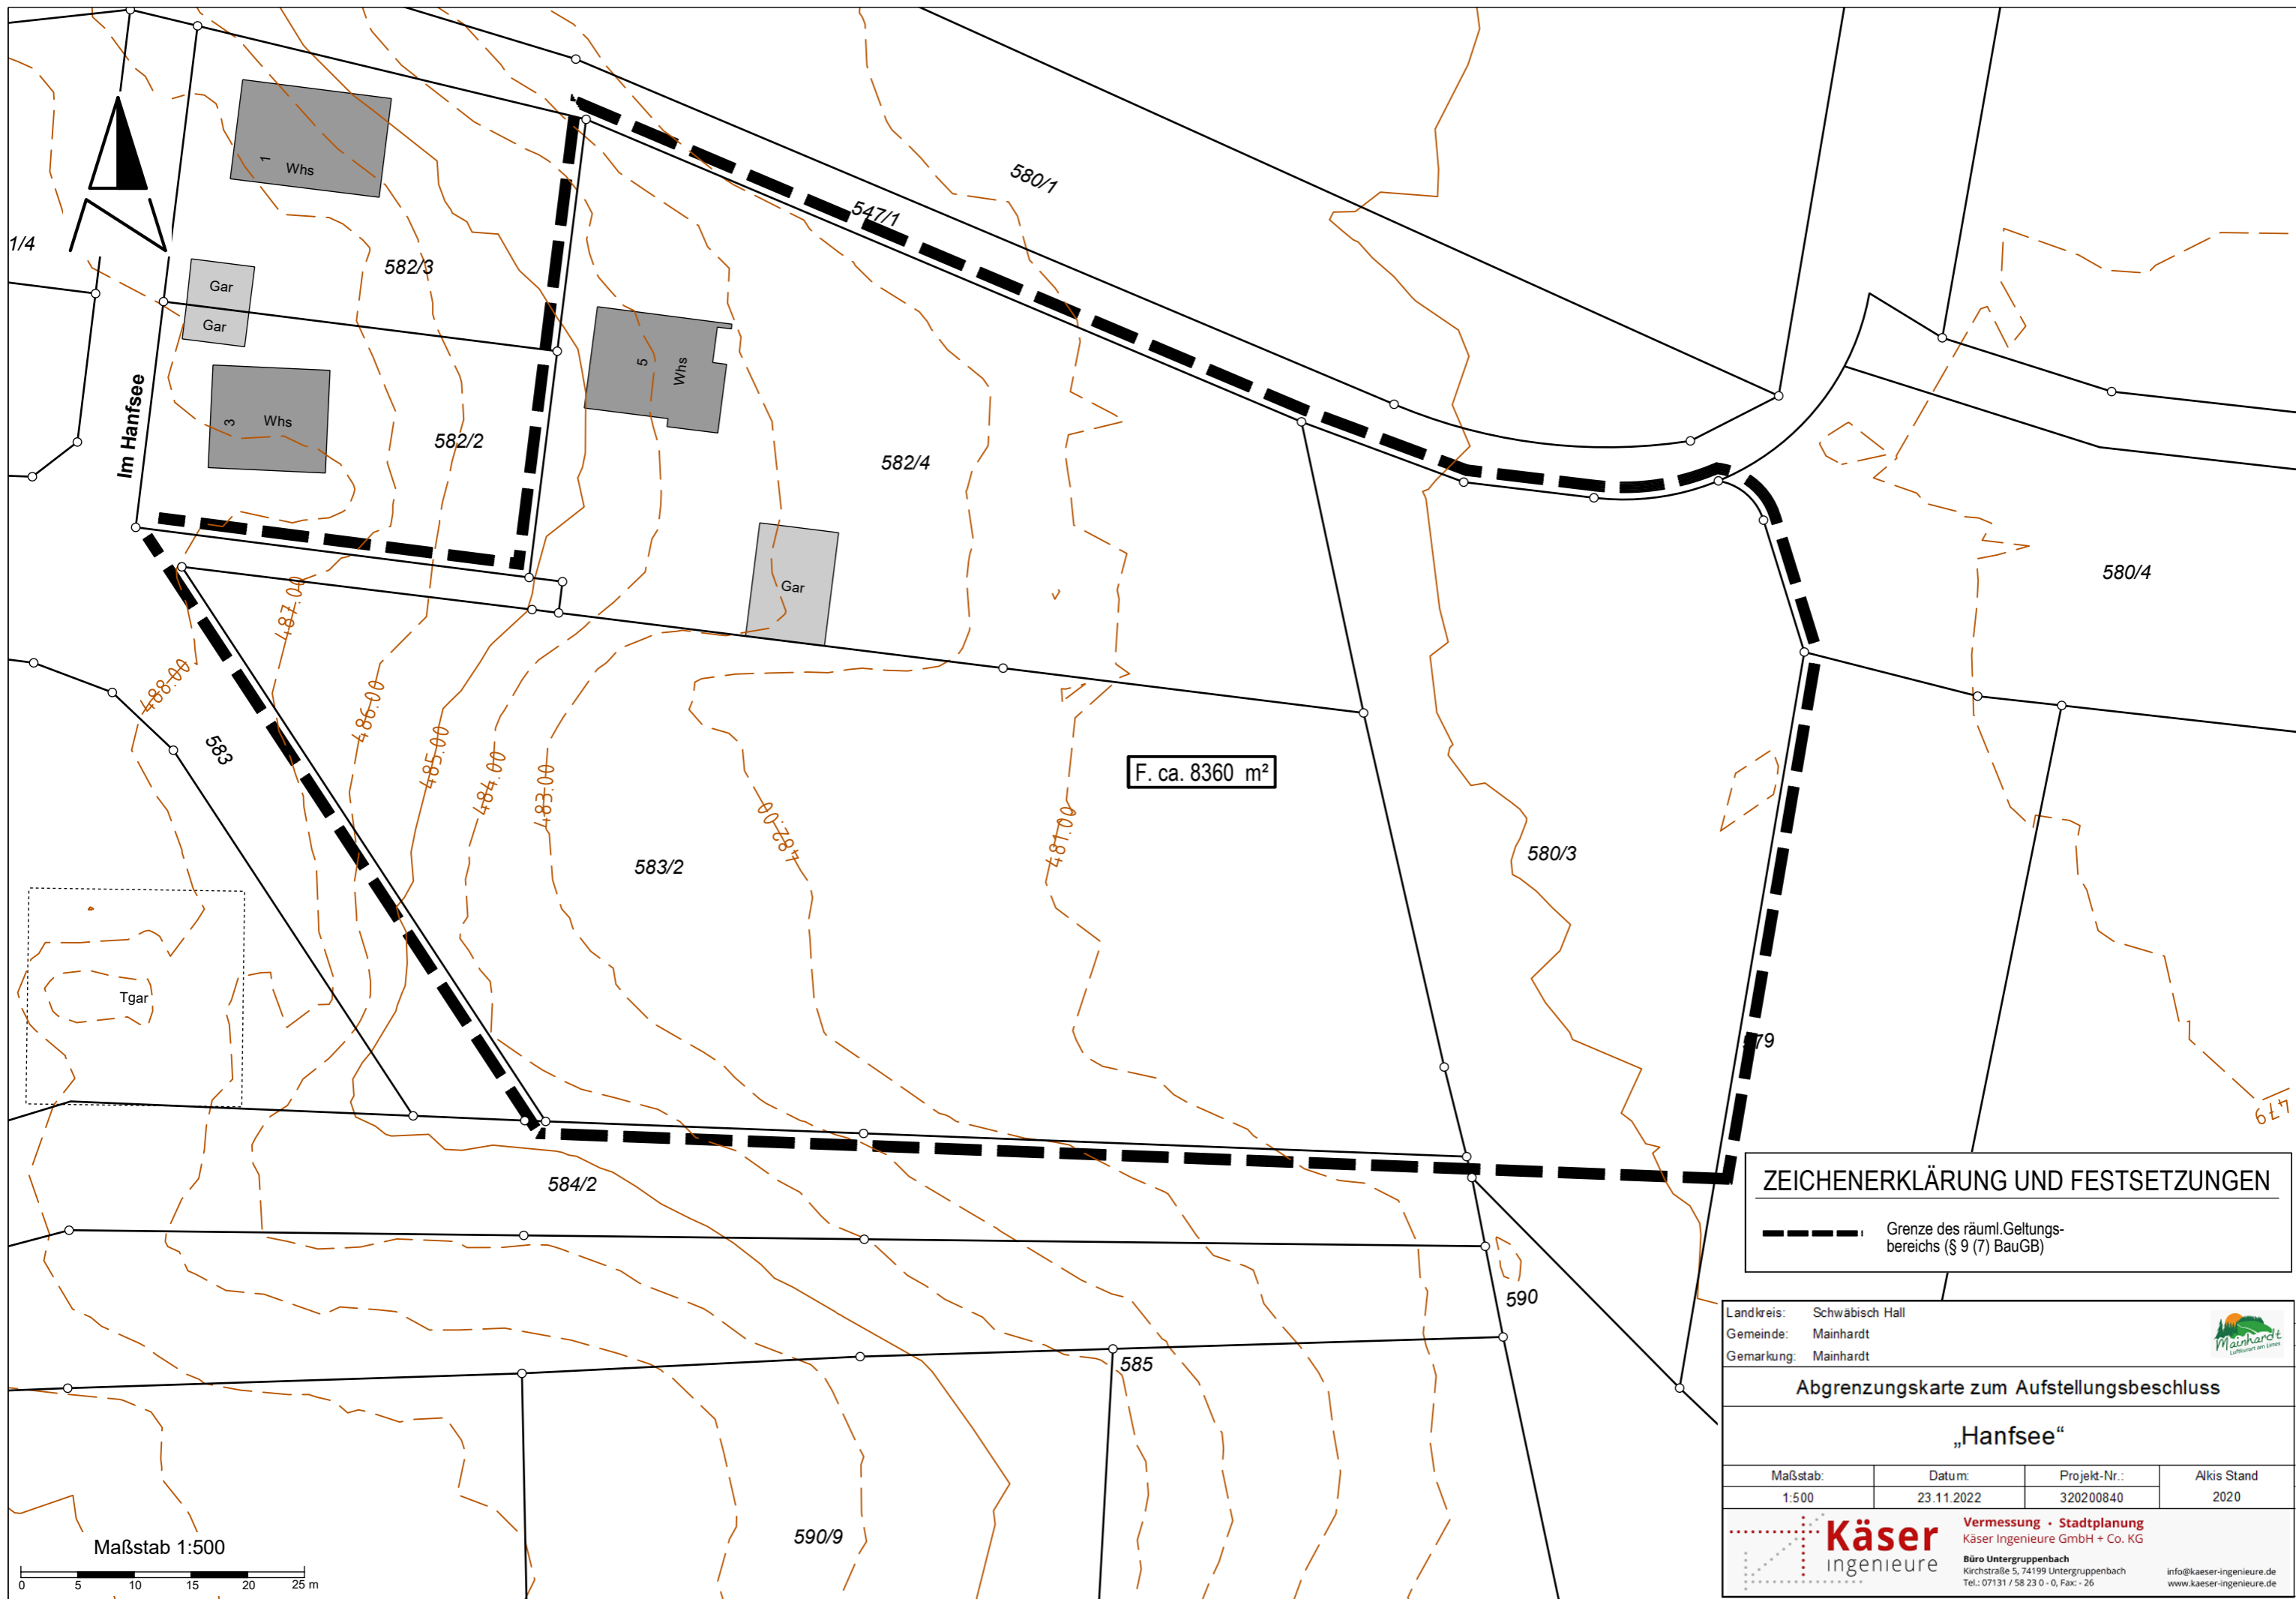 1
Whs
580/1
547/1
1/4
582/3
Gar
Gar
5
Whs
Im Hanfsee
3
Whs
582/2
582/4
580/4
Gar
487.00
488.00
486.00
485.00
484.00
483.00
482.00
481.00
583
F. ca. 8360 m²
583/2
580/3
Tgar
579
479
584/2
590
585
590/9
ZEICHENERKLÄRUNG UND FESTSETZUNGEN
Grenze des räuml.Geltungs-
bereichs (§ 9 (7) BauGB)
Landkreis: Schwäbisch Hall
Gemeinde: Mainhardt
Gemarkung: Mainhardt
Mainhardt
Luftkurort am Limes
Abgrenzungskarte zum Aufstellungsbeschluss
„Hanfsee“
Maßstab: Datum: Projekt-Nr.: Alkis Stand
1:500 23.11.2022 320200840 2020
Käser
ingenieure
Vermessung • Stadtplanung
Käser Ingenieure GmbH + Co. KG
Büro Untergruppenbach
Kirchstraße 5, 74199 Untergruppenbach
Tel.: 07131 / 58 23 0 - 0, Fax: - 26
info@kaeser-ingenieure.de
www.kaeser-ingenieure.de
Maßstab 1:500
0 5 10 15 20 25 m